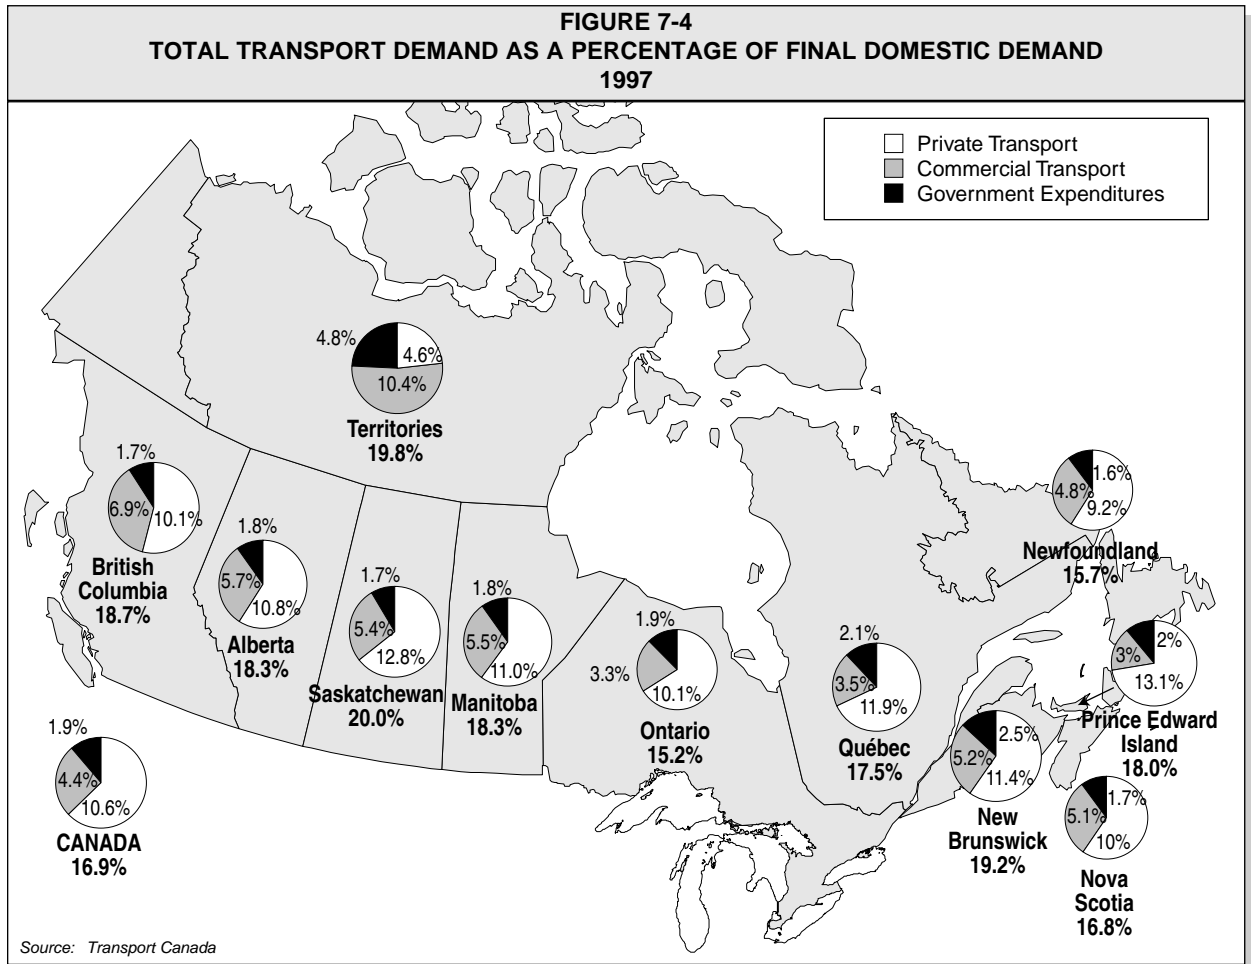 FIGURE 7-4
TOTAL TRANSPORT DEMAND AS A PERCENTAGE OF FINAL DOMESTIC DEMAND
1997
Private Transport
Commercial Transport
Government Expenditures
4.8%
4.6%
10.4%
Territories
19.8%
1.7%
6.9%
10.1%
British
Columbia
18.7%
1.8%
5.7%
10.8%
Alberta
18.3%
1.7%
5.4%
12.8%
Saskatchewan
20.0%
1.8%
5.5%
11.0%
Manitoba
18.3%
1.9%
3.3%
10.1%
Ontario
15.2%
2.1%
3.5%
11.9%
Québec
17.5%
1.6%
4.8%
9.2%
Newfoundland
15.7%
2%
3%
13.1%
Prince Edward
Island
18.0%
2.5%
5.2%
11.4%
New
Brunswick
19.2%
1.7%
5.1%
10%
Nova
Scotia
16.8%
1.9%
4.4%
10.6%
CANADA
16.9%
Source: Transport Canada